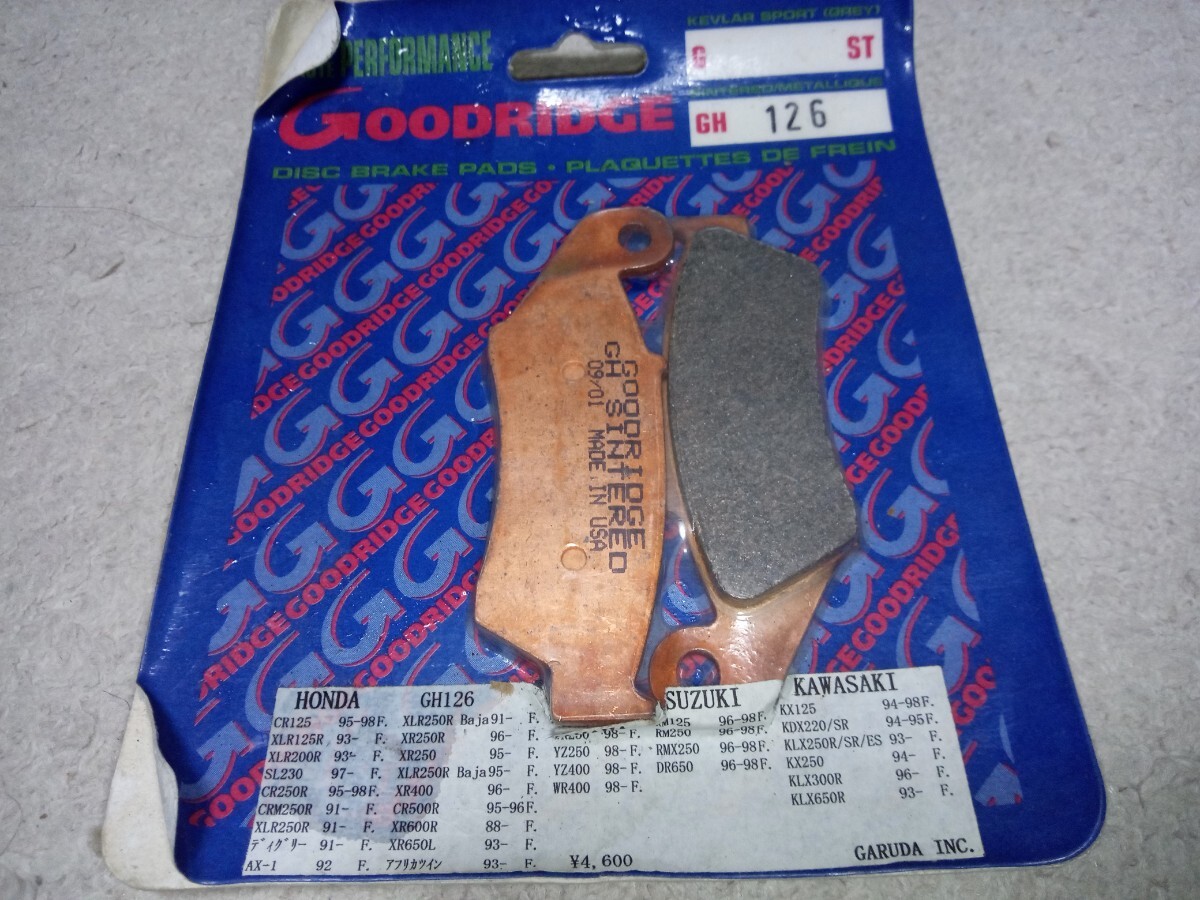 KEVLAR SPORT (GREY)
G ST
PERFORMANCE
SINTERED/METALLIQUE
GH 126
GOODRIDGE
DISC BRAKE PADS • PLAQUETTES DE FREIN
GOODRIDGE
GH SINTERED
09/01 MADE IN USA
HONDA GH126
CR125 95-98F.
XLR125R 93- F.
XLR200R 93- F.
SL230 97- F.
CR250R 95-98F.
CRM250R 91- F.
XLR250R 91- F.
ディグリー 91- F.
AX-1 92 F.
XLR250R Baja91- F.
XR250R 96- F.
XR250 95- F.
XLR250R Baja95- F.
XR400 96- F.
CR500R 95-96F.
XR600R 88- F.
XR650L 93- F.
アフリカツイン 93- F.
98-F.
YZ250 98-F.
YZ400 98-F.
WR400 98-F.
¥4,600
SUZUKI
RM125 96-98F.
RM250 96-98F.
RMX250 96-98F.
DR650 96-98F.
KAWASAKI
KX125 94-98F.
KDX220/SR 94-95F.
KLX250R/SR/ES 93- F.
KX250 94- F.
KLX300R 96- F.
KLX650R 93- F.
GARUDA INC.